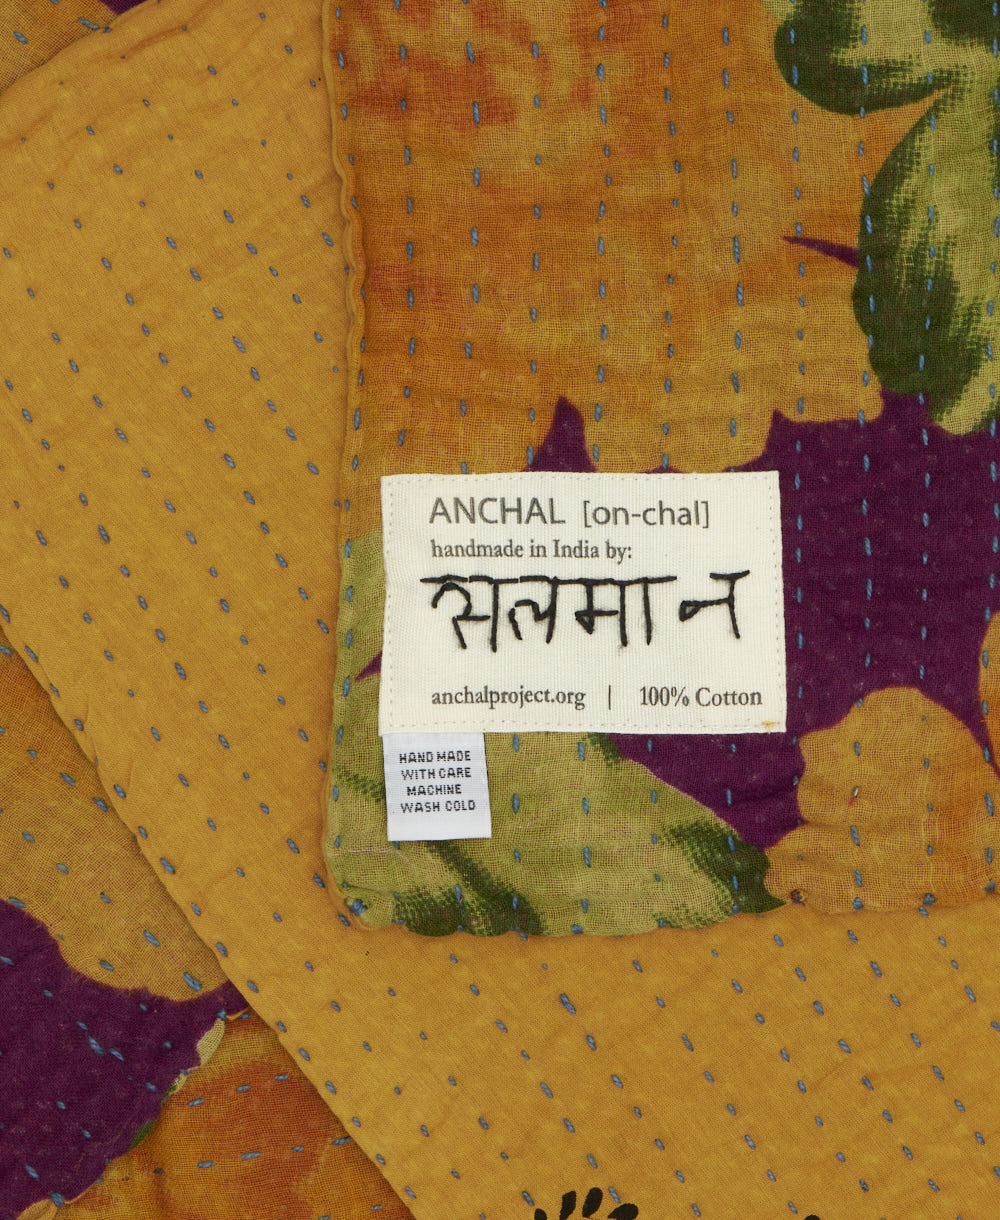 ANCHAL [on-chal]
handmade in India by:
सलमा न
anchalproject.org | 100% Cotton
HAND MADE
WITH CARE
MACHINE
WASH COLD